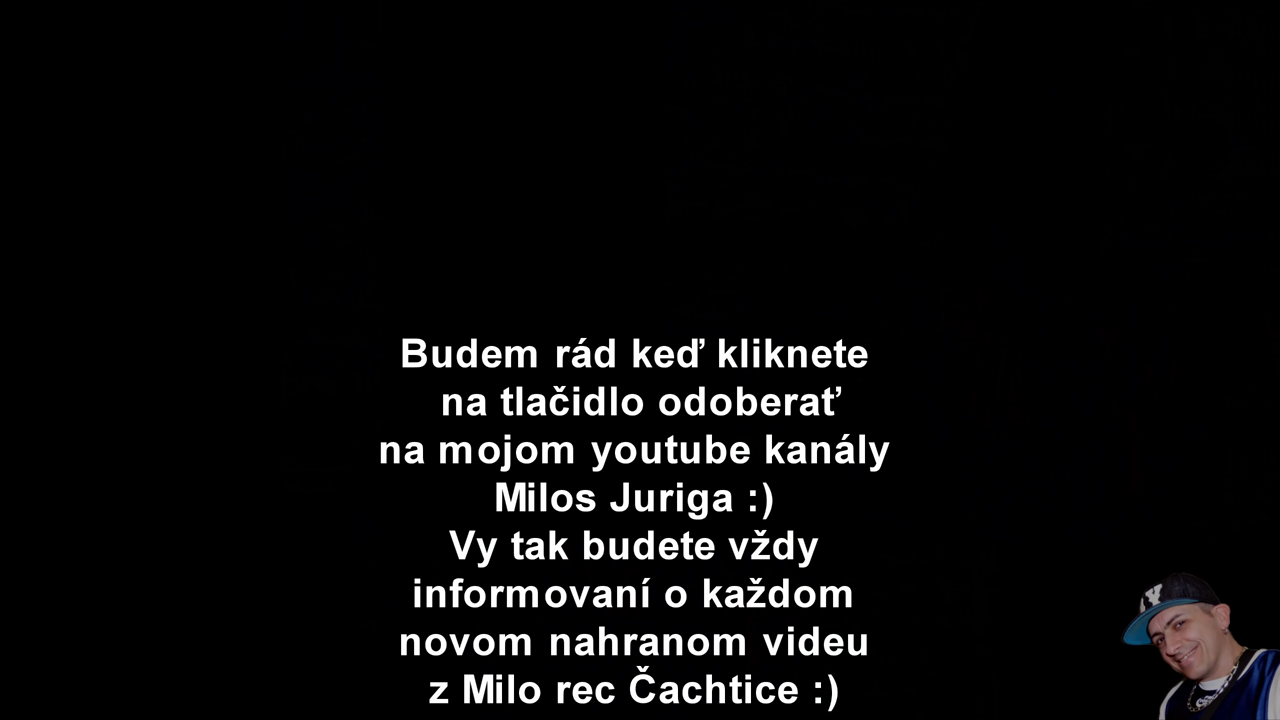 Budem rád keď kliknete
na tlačidlo odoberať
na mojom youtube kanály
Milos Juriga :)
Vy tak budete vždy
informovaní o každom
novom nahranom videu
z Milo rec Čachtice :)